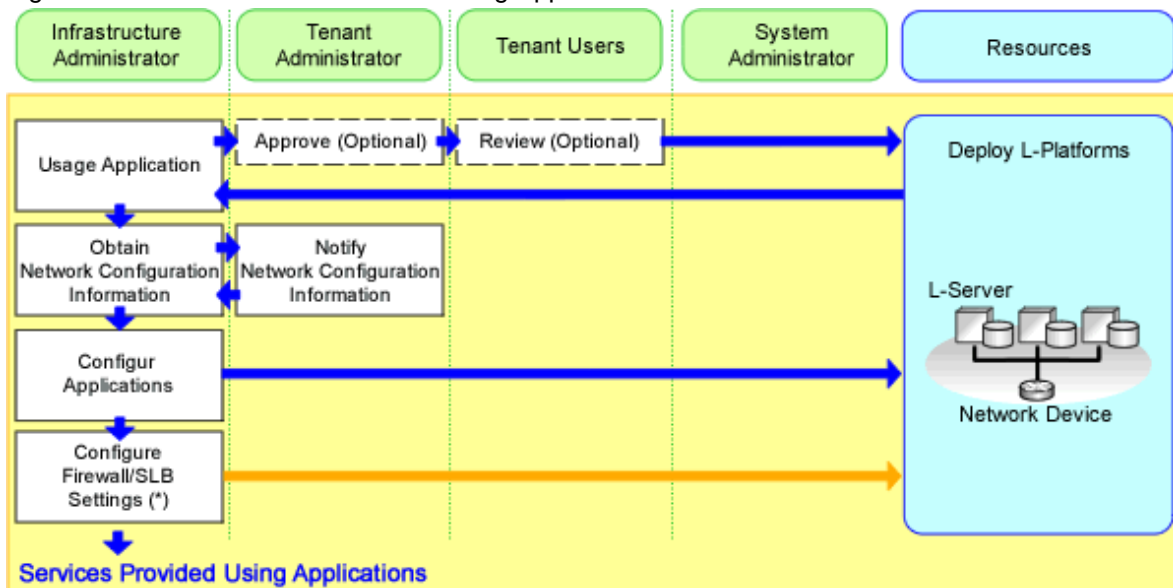 Infrastructure
Administrator
Tenant
Administrator
Tenant Users
System
Administrator
Resources
Usage Application
Approve (Optional)
Review (Optional)
Deploy L-Platforms
Obtain
Network Configuration
Information
Notify
Network Configuration
Information
L-Server
Network Device
Configur
Applications
Configure
Firewall/SLB
Settings (*)
Services Provided Using Applications